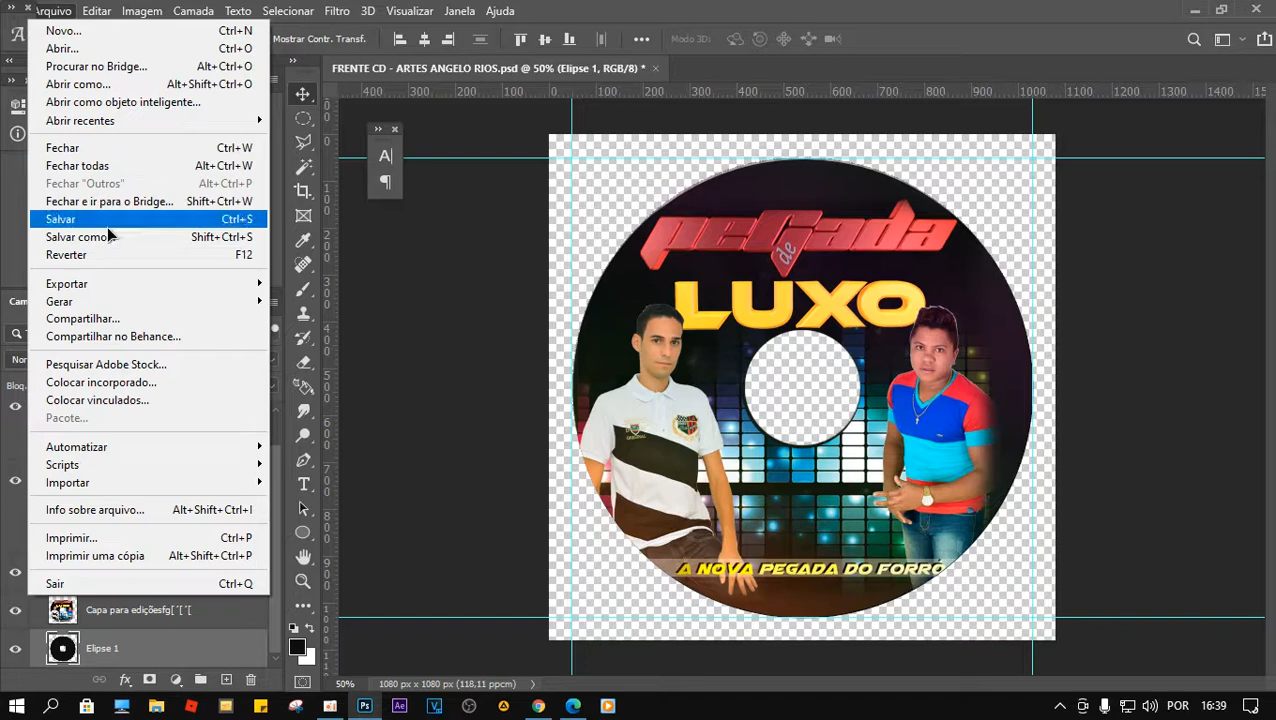 Arquivo Editar Imagem Camada Texto Selecionar Filtro 3D Visualizar Janela Ajuda
Mostrar Contr. Transf. Modo 3D:
FRENTE CD - ARTES ANGELO RIOS.psd @ 50% (Elipse 1, RGB/8) *
Novo... Ctrl+N
Abrir... Ctrl+O
Procurar no Bridge... Alt+Ctrl+O
Abrir como... Alt+Shift+Ctrl+O
Abrir como objeto inteligente...
Abrir recentes
Fechar Ctrl+W
Fechar todas Alt+Ctrl+W
Fechar "Outros" Alt+Ctrl+P
Fechar e ir para o Bridge... Shift+Ctrl+W
Salvar Ctrl+S
Salvar como Shift+Ctrl+S
Reverter F12
Exportar
Gerar
Compartilhar...
Compartilhar no Behance...
Pesquisar Adobe Stock...
Colocar incorporado...
Colocar vinculados...
Pacote...
Automatizar
Scripts
Importar
Info sobre arquivo... Alt+Shift+Ctrl+I
Imprimir... Ctrl+P
Imprimir uma cópia Alt+Shift+Ctrl+P
Sair Ctrl+Q
Cam
Nor
Bloq.
Capa para ediçõesfg[´[´[
Elipse 1
400 300 200 100 0 100 200 300 400 500 600 700 800 900 1000 1100 1200 1300 1400
A
peGada
de
LUXO
ORIGINAL
A NOVA PEGADA DO FORRÓ
50% 1080 px x 1080 px (118,11 ppcm)
Ps Ae V POR 16:39